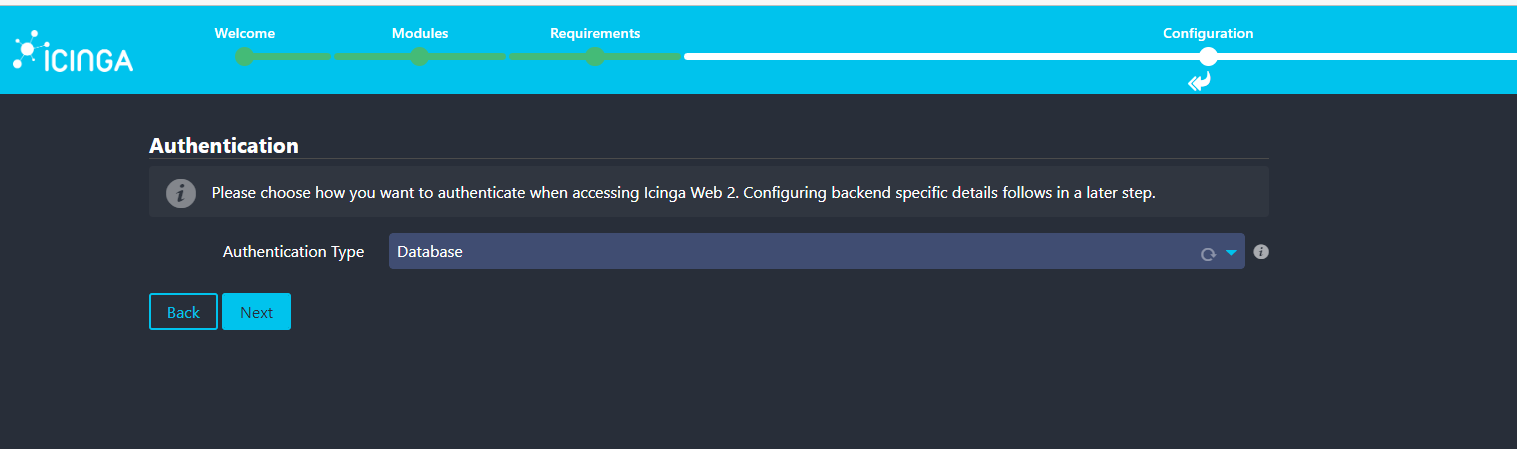 Welcome
Modules
Requirements
Configuration
ICINGA
Authentication
Please choose how you want to authenticate when accessing Icinga Web 2. Configuring backend specific details follows in a later step.
Authentication Type
Database
Back
Next